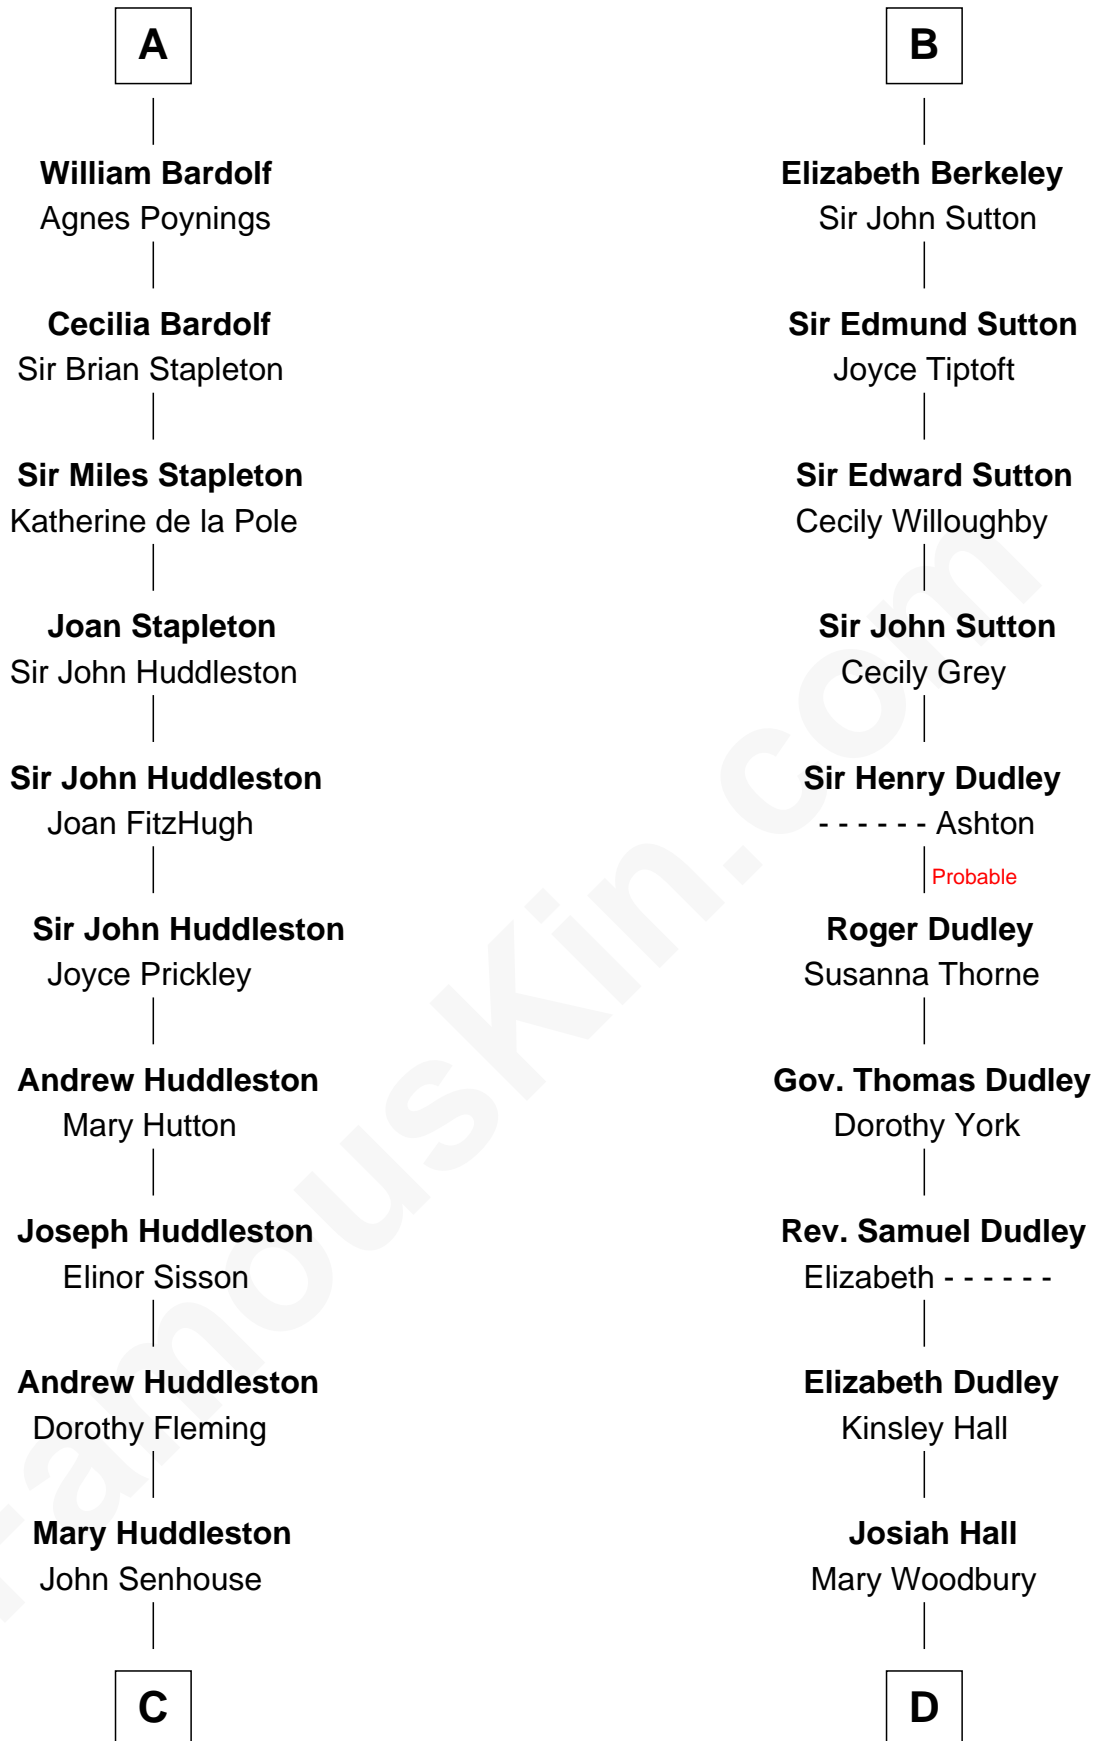 A
William Bardolf
Agnes Poynings
Cecilia Bardolf
Sir Brian Stapleton
Sir Miles Stapleton
Katherine de la Pole
Joan Stapleton
Sir John Huddleston
Sir John Huddleston
Joan FitzHugh
Sir John Huddleston
Joyce Prickley
Andrew Huddleston
Mary Hutton
Joseph Huddleston
Elinor Sisson
Andrew Huddleston
Dorothy Fleming
Mary Huddleston
John Senhouse
C
B
Elizabeth Berkeley
Sir John Sutton
Sir Edmund Sutton
Joyce Tiptoft
Sir Edward Sutton
Cecily Willoughby
Sir John Sutton
Cecily Grey
Sir Henry Dudley
- - - - - - Ashton
Probable
Roger Dudley
Susanna Thorne
Gov. Thomas Dudley
Dorothy York
Rev. Samuel Dudley
Elizabeth - - - - - -
Elizabeth Dudley
Kinsley Hall
Josiah Hall
Mary Woodbury
D
FamousKin.com